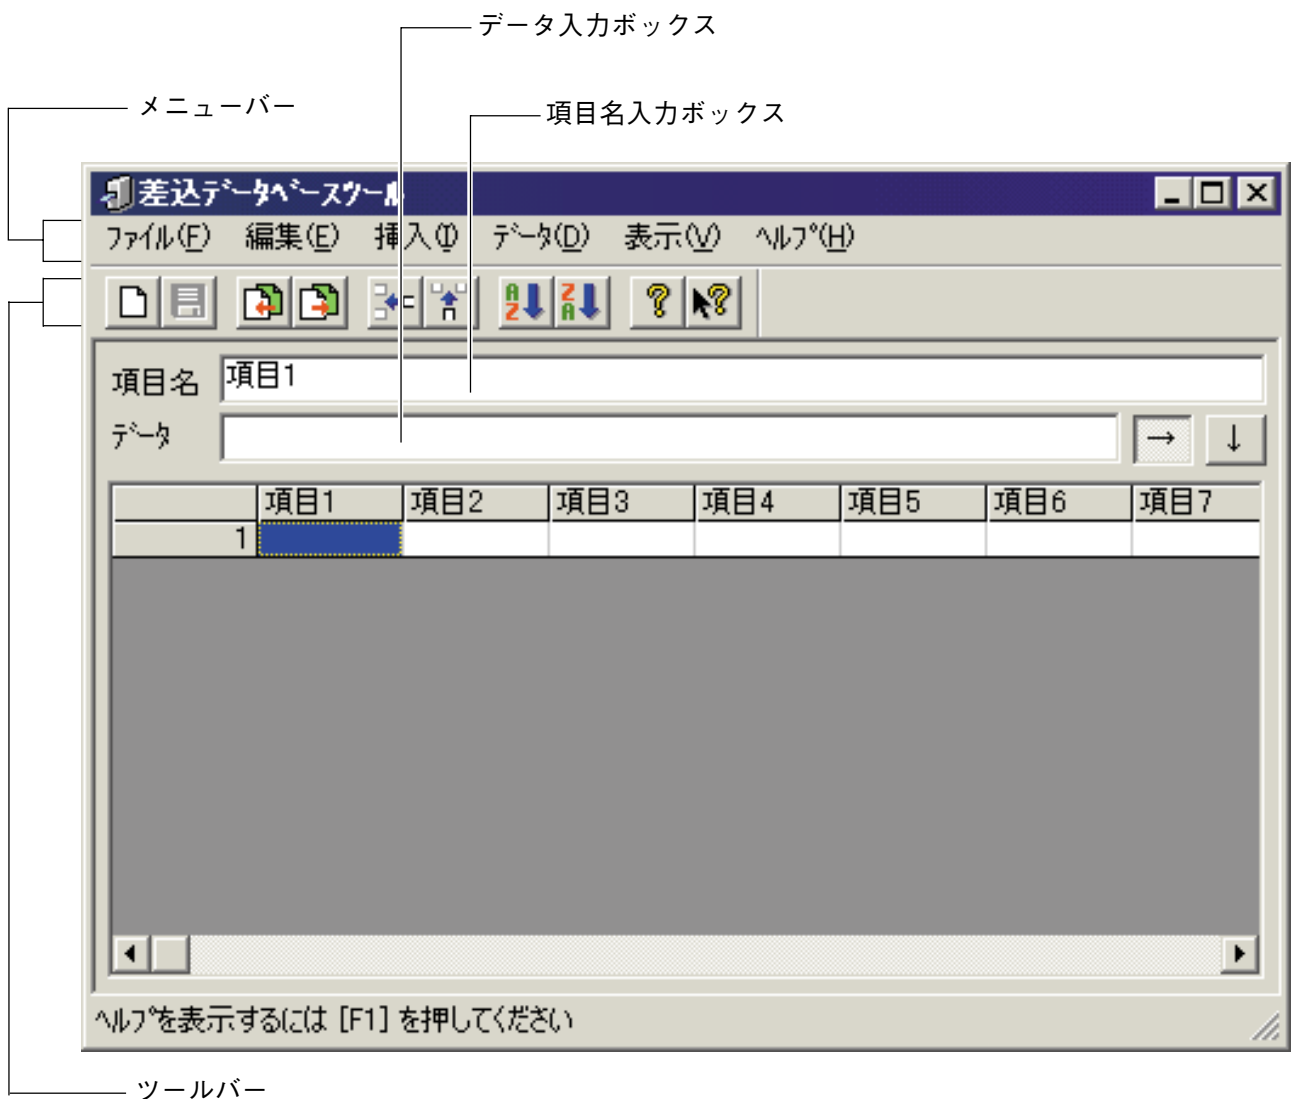 データ入力ボックス
メニューバー
項目名入力ボックス
差込ﾃﾞｰﾀﾍﾞｰｽﾂｰﾙ
ﾌｧｲﾙ(F) 編集(E) 挿入(I) ﾃﾞｰﾀ(D) 表示(V) ﾍﾙﾌﾟ(H)
項目名 項目1
ﾃﾞｰﾀ → ↓
項目1 項目2 項目3 項目4 項目5 項目6 項目7
1
ﾍﾙﾌﾟを表示するには [F1] を押してください
ツールバー